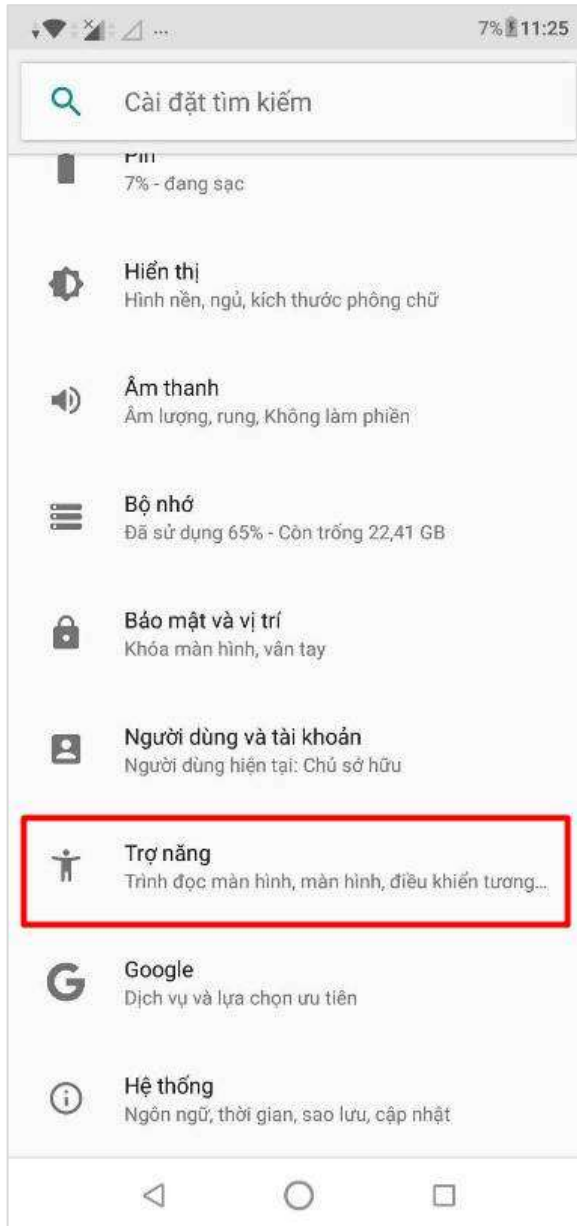 ... 7% 11:25
Cài đặt tìm kiếm
Pin
7% - đang sạc
Hiển thị
Hình nền, ngủ, kích thước phông chữ
Âm thanh
Âm lượng, rung, Không làm phiền
Bộ nhớ
Đã sử dụng 65% - Còn trống 22,41 GB
Bảo mật và vị trí
Khóa màn hình, vân tay
Người dùng và tài khoản
Người dùng hiện tại: Chủ sở hữu
Trợ năng
Trình đọc màn hình, màn hình, điều khiển tương...
Google
Dịch vụ và lựa chọn ưu tiên
Hệ thống
Ngôn ngữ, thời gian, sao lưu, cập nhật